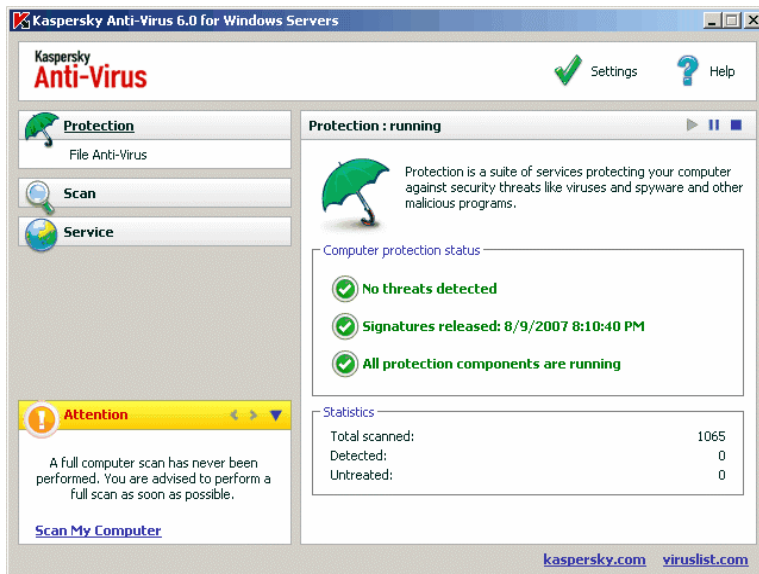 Kaspersky Anti-Virus 6.0 for Windows Servers
Kaspersky
Anti-Virus
Settings
Help
Protection
File Anti-Virus
Scan
Service
Attention
A full computer scan has never been
performed. You are advised to perform a
full scan as soon as possible.
Scan My Computer
Protection : running
Protection is a suite of services protecting your computer
against security threats like viruses and spyware and other
malicious programs.
Computer protection status
No threats detected
Signatures released: 8/9/2007 8:10:40 PM
All protection components are running
Statistics
Total scanned: 1065
Detected: 0
Untreated: 0
kaspersky.com viruslist.com